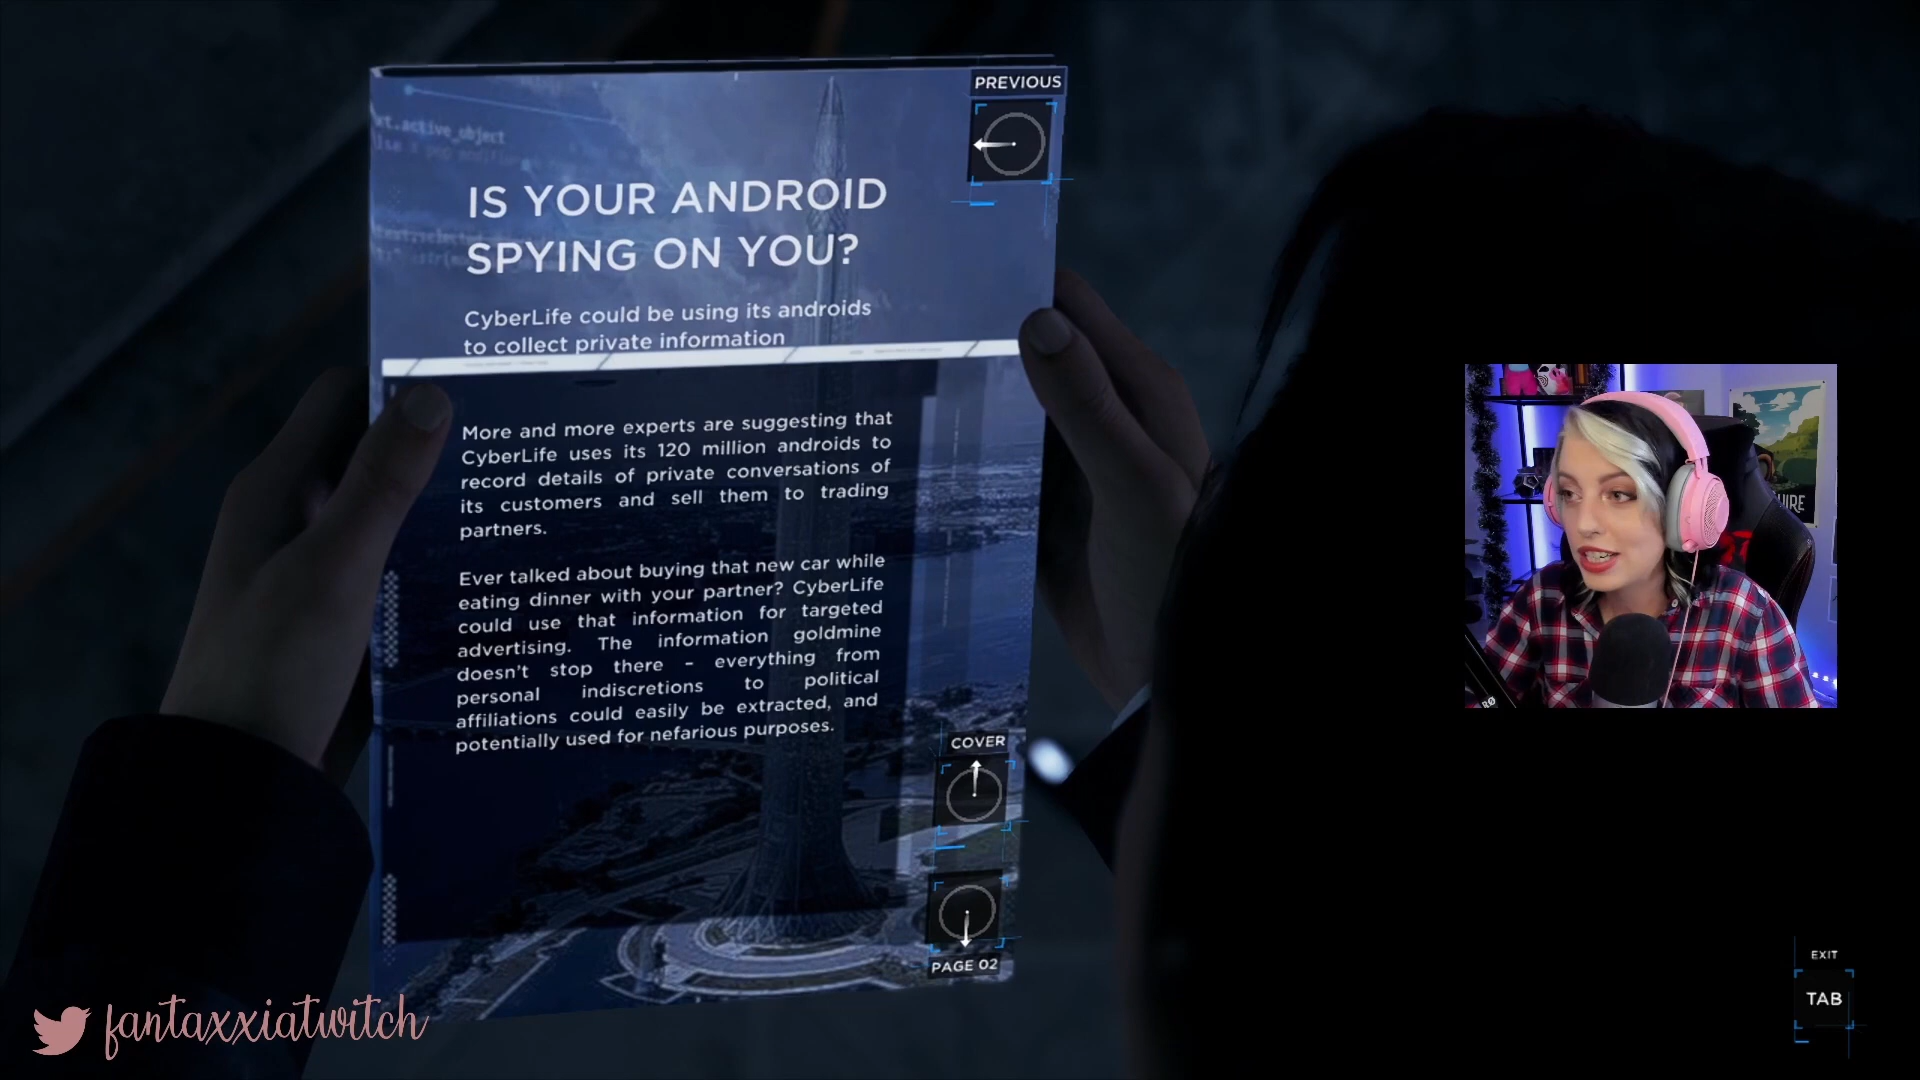 PREVIOUS
xt.active_object
IS YOUR ANDROID
SPYING ON YOU?
CyberLife could be using its androids
to collect private information
More and more experts are suggesting that
CyberLife uses its 120 million androids to
record details of private conversations of
its customers and sell them to trading
partners.
Ever talked about buying that new car while
eating dinner with your partner? CyberLife
could use that information for targeted
advertising. The information goldmine
doesn't stop there – everything from
personal indiscretions to political
affiliations could easily be extracted, and
potentially used for nefarious purposes.
COVER
PAGE 02
EXIT
TAB
fantaxxiatwitch